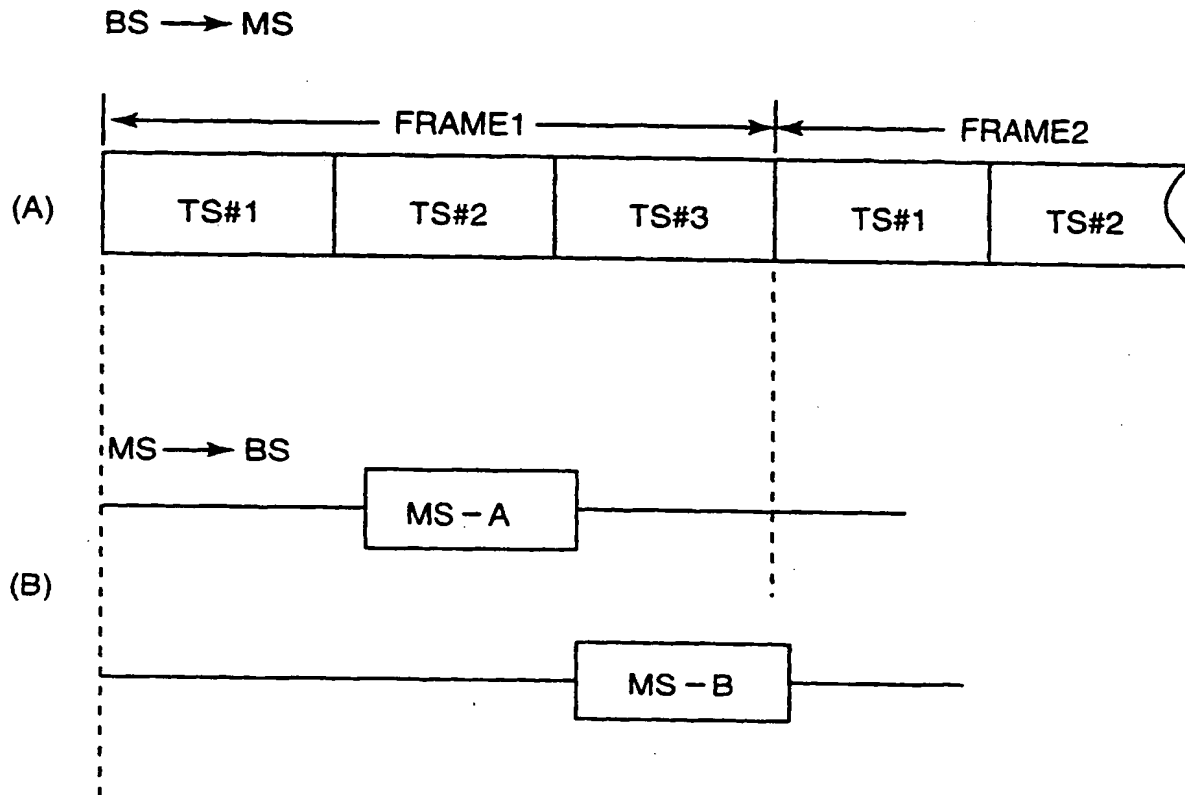 BS → MS
FRAME1 FRAME2
(A) TS#1 TS#2 TS#3 TS#1 TS#2
MS → BS
MS-A
(B)
MS-B